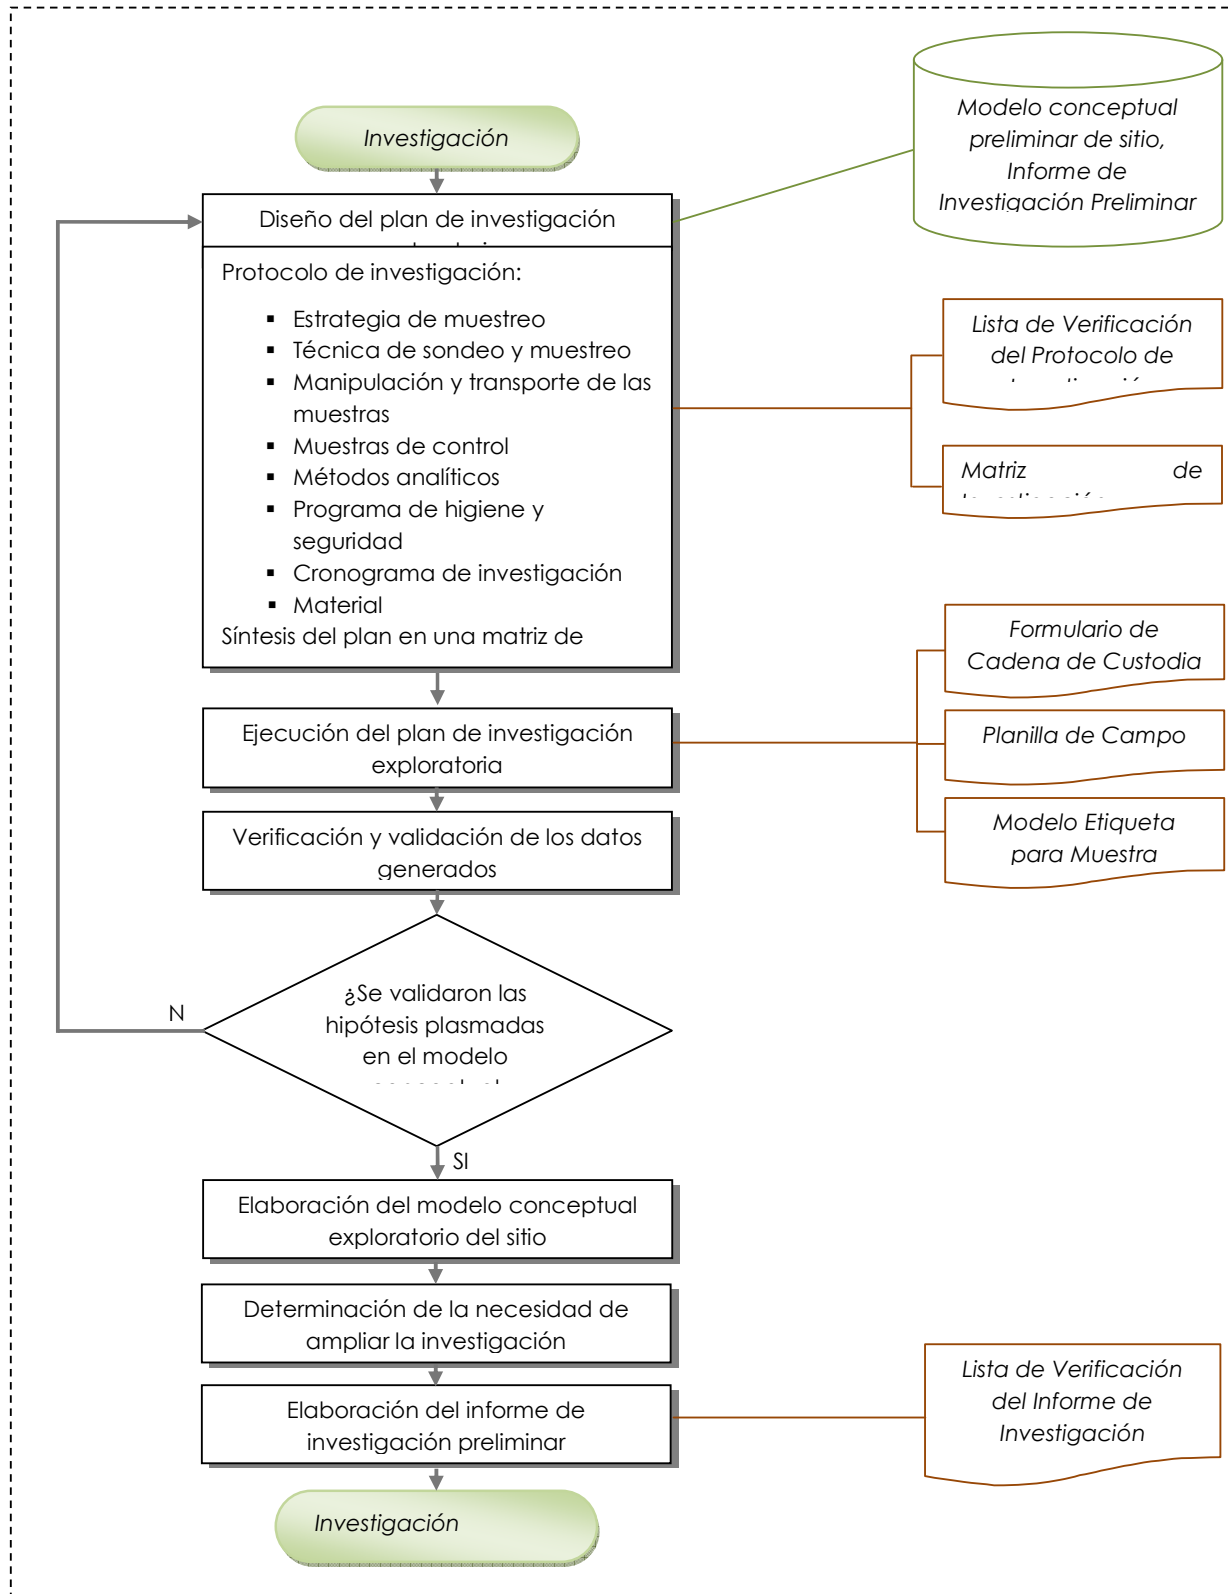 Investigación
Modelo conceptual
preliminar de sitio,
Informe de
Investigación Preliminar
Diseño del plan de investigación
Protocolo de investigación:
▪ Estrategia de muestreo
▪ Técnica de sondeo y muestreo
▪ Manipulación y transporte de las
muestras
▪ Muestras de control
▪ Métodos analíticos
▪ Programa de higiene y
seguridad
▪ Cronograma de investigación
▪ Material
Síntesis del plan en una matriz de
Lista de Verificación
del Protocolo de
Matriz de
Ejecución del plan de investigación
exploratoria
Formulario de
Cadena de Custodia
Planilla de Campo
Modelo Etiqueta
para Muestra
Verificación y validación de los datos
generados
¿Se validaron las
hipótesis plasmadas
en el modelo
N
SI
Elaboración del modelo conceptual
exploratorio del sitio
Determinación de la necesidad de
ampliar la investigación
Elaboración del informe de
investigación preliminar
Lista de Verificación
del Informe de
Investigación
Investigación